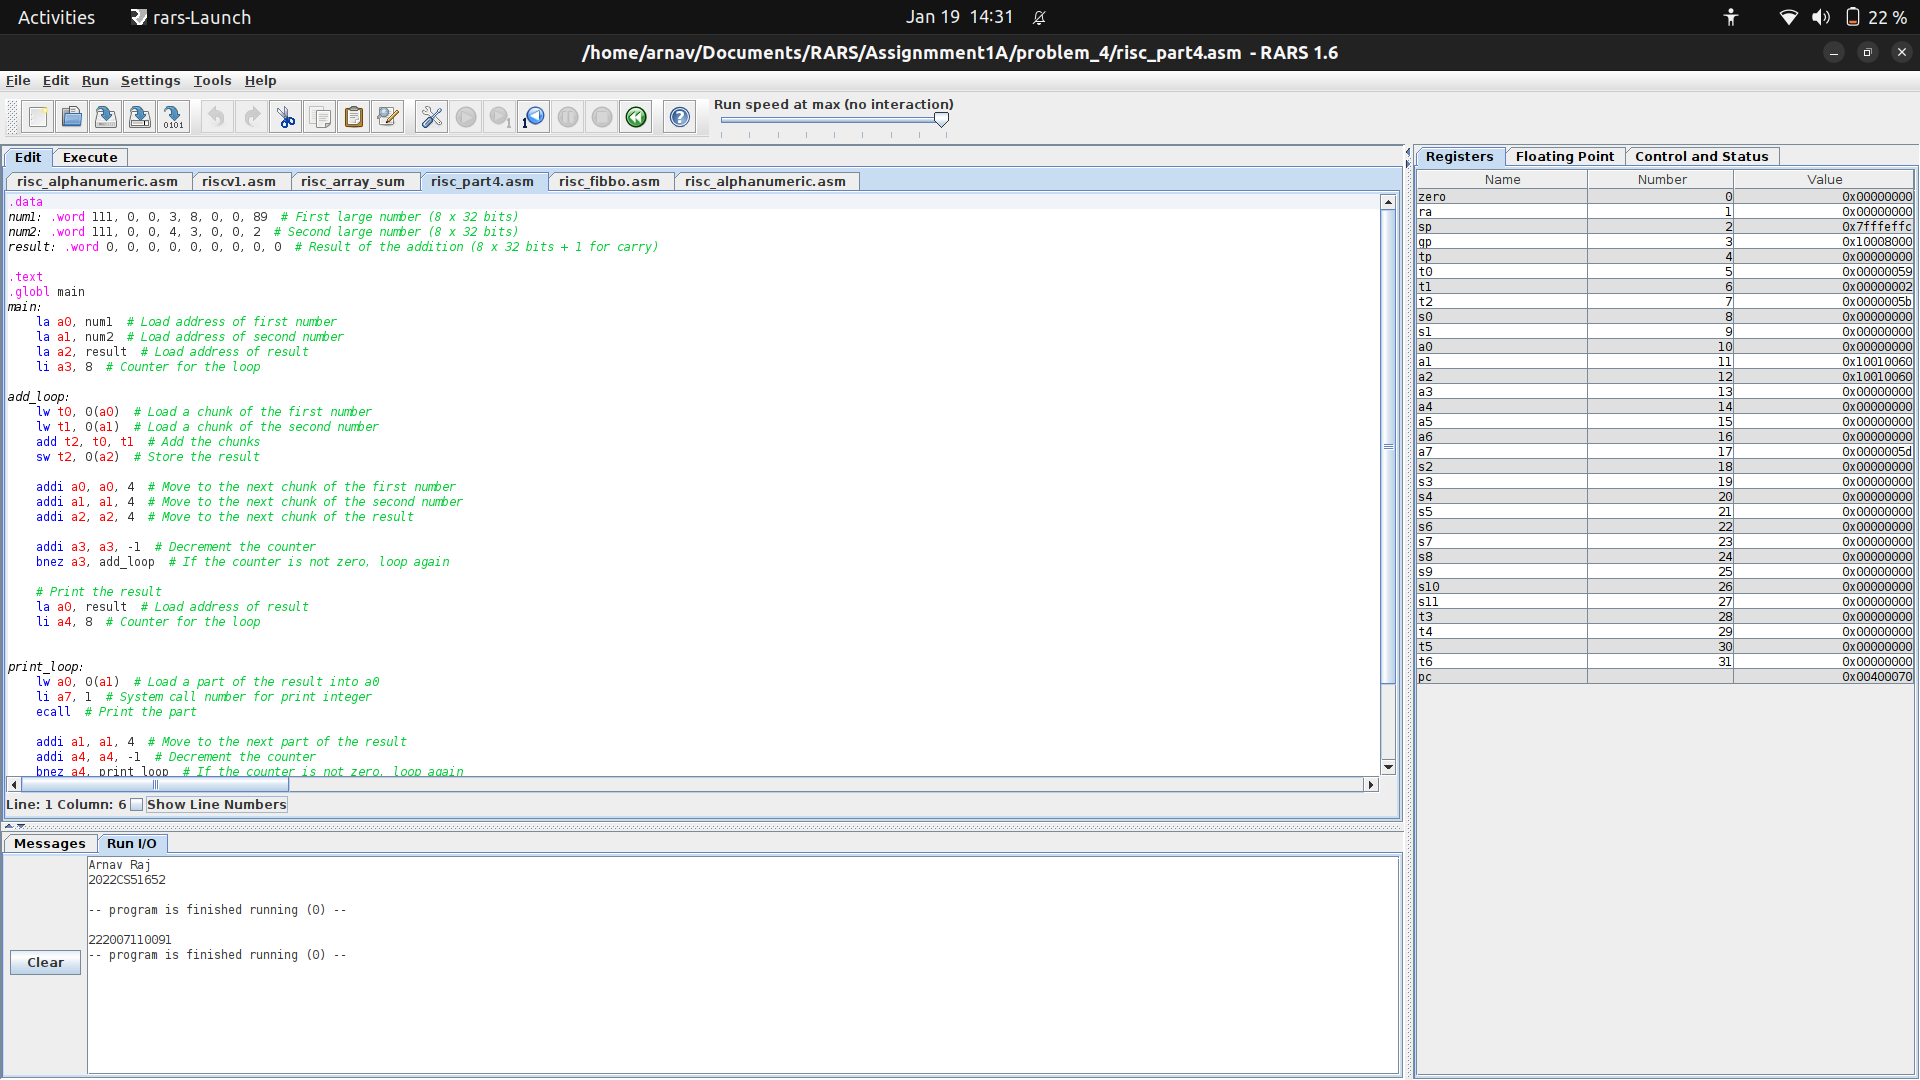 Activities rars-Launch Jan 19 14:31 22 %
/home/arnav/Documents/RARS/Assignmment1A/problem_4/risc_part4.asm - RARS 1.6
File Edit Run Settings Tools Help
Run speed at max (no interaction)
Edit Execute
risc_alphanumeric.asm riscv1.asm risc_array_sum risc_part4.asm risc_fibbo.asm risc_alphanumeric.asm
.data
num1: .word 111, 0, 0, 3, 8, 0, 0, 89 # First large number (8 x 32 bits)
num2: .word 111, 0, 0, 4, 3, 0, 0, 2 # Second large number (8 x 32 bits)
result: .word 0, 0, 0, 0, 0, 0, 0, 0, 0 # Result of the addition (8 x 32 bits + 1 for carry)
.text
.globl main
main:
la a0, num1 # Load address of first number
la a1, num2 # Load address of second number
la a2, result # Load address of result
li a3, 8 # Counter for the loop
add_loop:
lw t0, 0(a0) # Load a chunk of the first number
lw t1, 0(a1) # Load a chunk of the second number
add t2, t0, t1 # Add the chunks
sw t2, 0(a2) # Store the result
addi a0, a0, 4 # Move to the next chunk of the first number
addi a1, a1, 4 # Move to the next chunk of the second number
addi a2, a2, 4 # Move to the next chunk of the result
addi a3, a3, -1 # Decrement the counter
bnez a3, add_loop # If the counter is not zero, loop again
# Print the result
la a0, result # Load address of result
li a4, 8 # Counter for the loop
print_loop:
lw a0, 0(a1) # Load a part of the result into a0
li a7, 1 # System call number for print integer
ecall # Print the part
addi a1, a1, 4 # Move to the next part of the result
addi a4, a4, -1 # Decrement the counter
bnez a4, print_loop # If the counter is not zero, loop again
Line: 1 Column: 6 Show Line Numbers
Messages Run I/O
Clear
Arnav Raj
2022CS51652
-- program is finished running (0) --
222007110091
-- program is finished running (0) --
Registers Floating Point Control and Status
Name Number Value
zero 0 0x00000000
ra 1 0x00000000
sp 2 0x7fffeffc
gp 3 0x10008000
tp 4 0x00000000
t0 5 0x00000059
t1 6 0x00000002
t2 7 0x0000005b
s0 8 0x00000000
s1 9 0x00000000
a0 10 0x00000000
a1 11 0x10010060
a2 12 0x10010060
a3 13 0x00000000
a4 14 0x00000000
a5 15 0x00000000
a6 16 0x00000000
a7 17 0x0000005d
s2 18 0x00000000
s3 19 0x00000000
s4 20 0x00000000
s5 21 0x00000000
s6 22 0x00000000
s7 23 0x00000000
s8 24 0x00000000
s9 25 0x00000000
s10 26 0x00000000
s11 27 0x00000000
t3 28 0x00000000
t4 29 0x00000000
t5 30 0x00000000
t6 31 0x00000000
pc 0x00400070